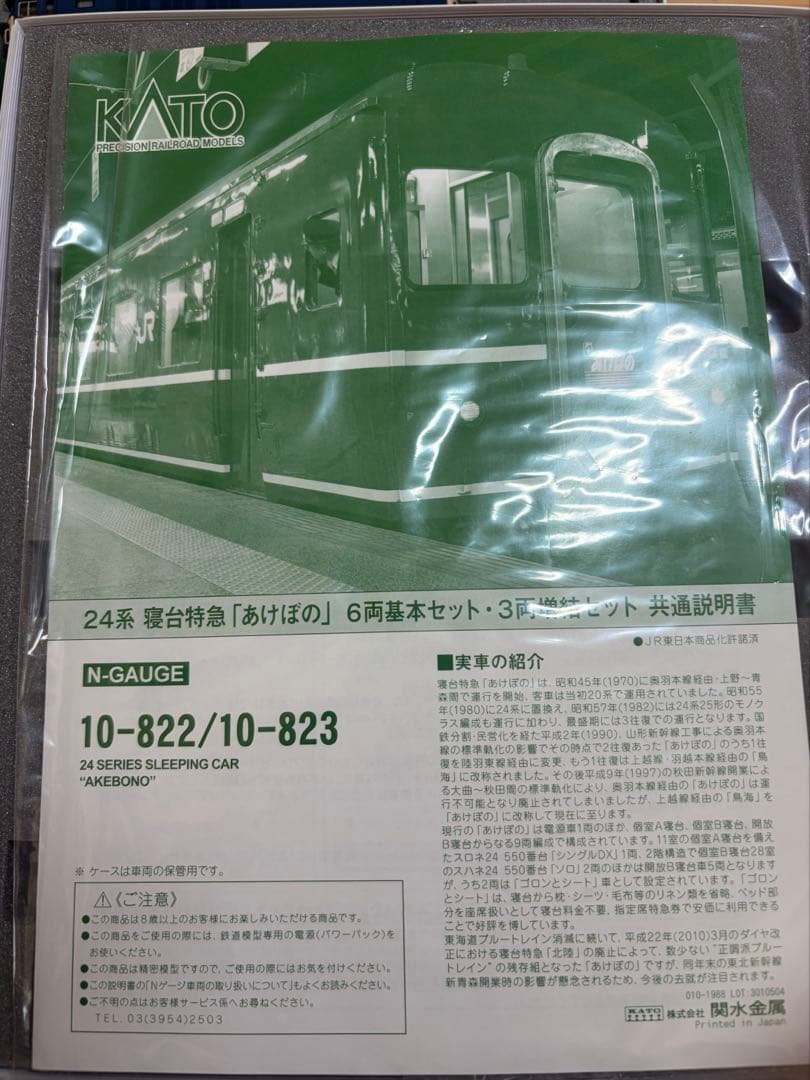 KATO
PRECISION RAILROAD MODELS
JR
あけぼの
24系 寝台特急「あけぼの」 6両基本セット・3両増結セット 共通説明書
●JR東日本商品化許諾済
N-GAUGE
10-822/10-823
24 SERIES SLEEPING CAR
“AKEBONO”
※ ケースは車両の保管用です。
⚠《ご注意》
●この商品は8歳以上のお客様にお楽しみいただける商品です。
●この商品をご使用の際には、鉄道模型専用の電源(パワーパック)を
お使いください。
●この商品は精密模型ですので、ご使用の際にはお気を付けください。
●この説明書の「Nゲージ車両の取り扱いについて」もよくお読みください。
●ご不明の点はお客様サービス係へお尋ねください。
TEL. 03(3954)2503
■実車の紹介
寝台特急「あけぼの」は、昭和45年(1970)に奥羽本線経由・上野～青
森間で運行を開始、客車は当初20系で運用されていました。昭和55
年(1980)に24系に置換え、昭和57年(1982)には24系25形のモノク
ラス編成も運行に加わり、最盛期には3往復での運行となります。国
鉄分割・民営化を経た平成2年(1990)、山形新幹線工事による奥羽本
線の標準軌化の影響でその時点で2往復あった「あけぼの」のうち1往
復を陸羽東線経由に変更、もう1往復は上越線・羽越本線経由の「鳥
海」に改称されました。その後平成9年(1997)の秋田新幹線開業によ
る大曲～秋田間の標準軌化により、奥羽本線経由の「あけぼの」は運
行不可能となり廃止されてしまいましたが、上越線経由の「鳥海」を
「あけぼの」に改称して現在に至ります。
現行の「あけぼの」は電源車1両のほか、個室A寝台、個室B寝台、開放
B寝台からなる9両編成で構成されています。11室の個室A寝台を備え
たスロネ24 550番台「シングルDX」1両、2階構造で個室B寝台28室
のスハネ24 550番台「ソロ」2両のほかは開放B寝台車5両となります
が、うち2両は「ゴロンとシート」車として設定されています。「ゴロン
とシート」は、寝台から枕・シーツ・毛布等のリネン類を省略、ベッド部
分を座席扱いとして寝台料金不要、指定席特急券で安価に利用できる
ことで好評を博しています。
東海道ブルートレイン消滅に続いて、平成22年(2010)3月のダイヤ改
正における寝台特急「北陸」の廃止によって、数少ない“正調派ブルー
トレイン”の残存組となった「あけぼの」ですが、同年末の東北新幹線
新青森開業時の影響が懸念されるため、今後の去就が注目されます。
010-1988 LOT:3010504
KATO 株式会社 関水金属
Printed in Japan